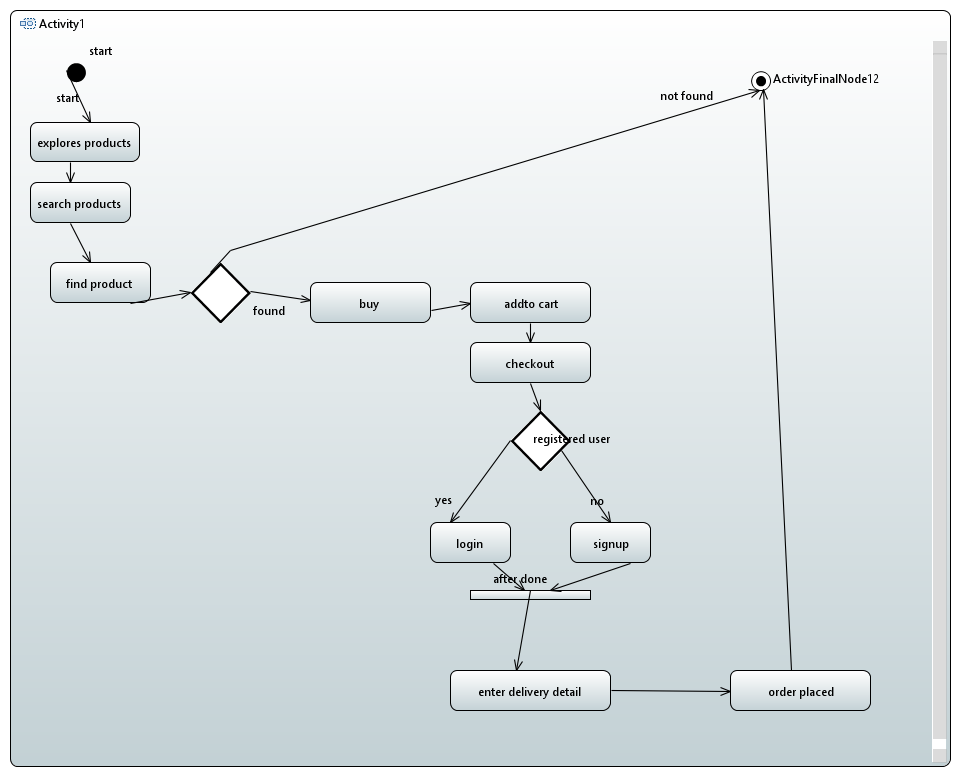 Activity1
start
start
explores products
search products
find product
not found
ActivityFinalNode12
found
buy
addto cart
checkout
registered user
yes
no
login
signup
after done
enter delivery detail
order placed